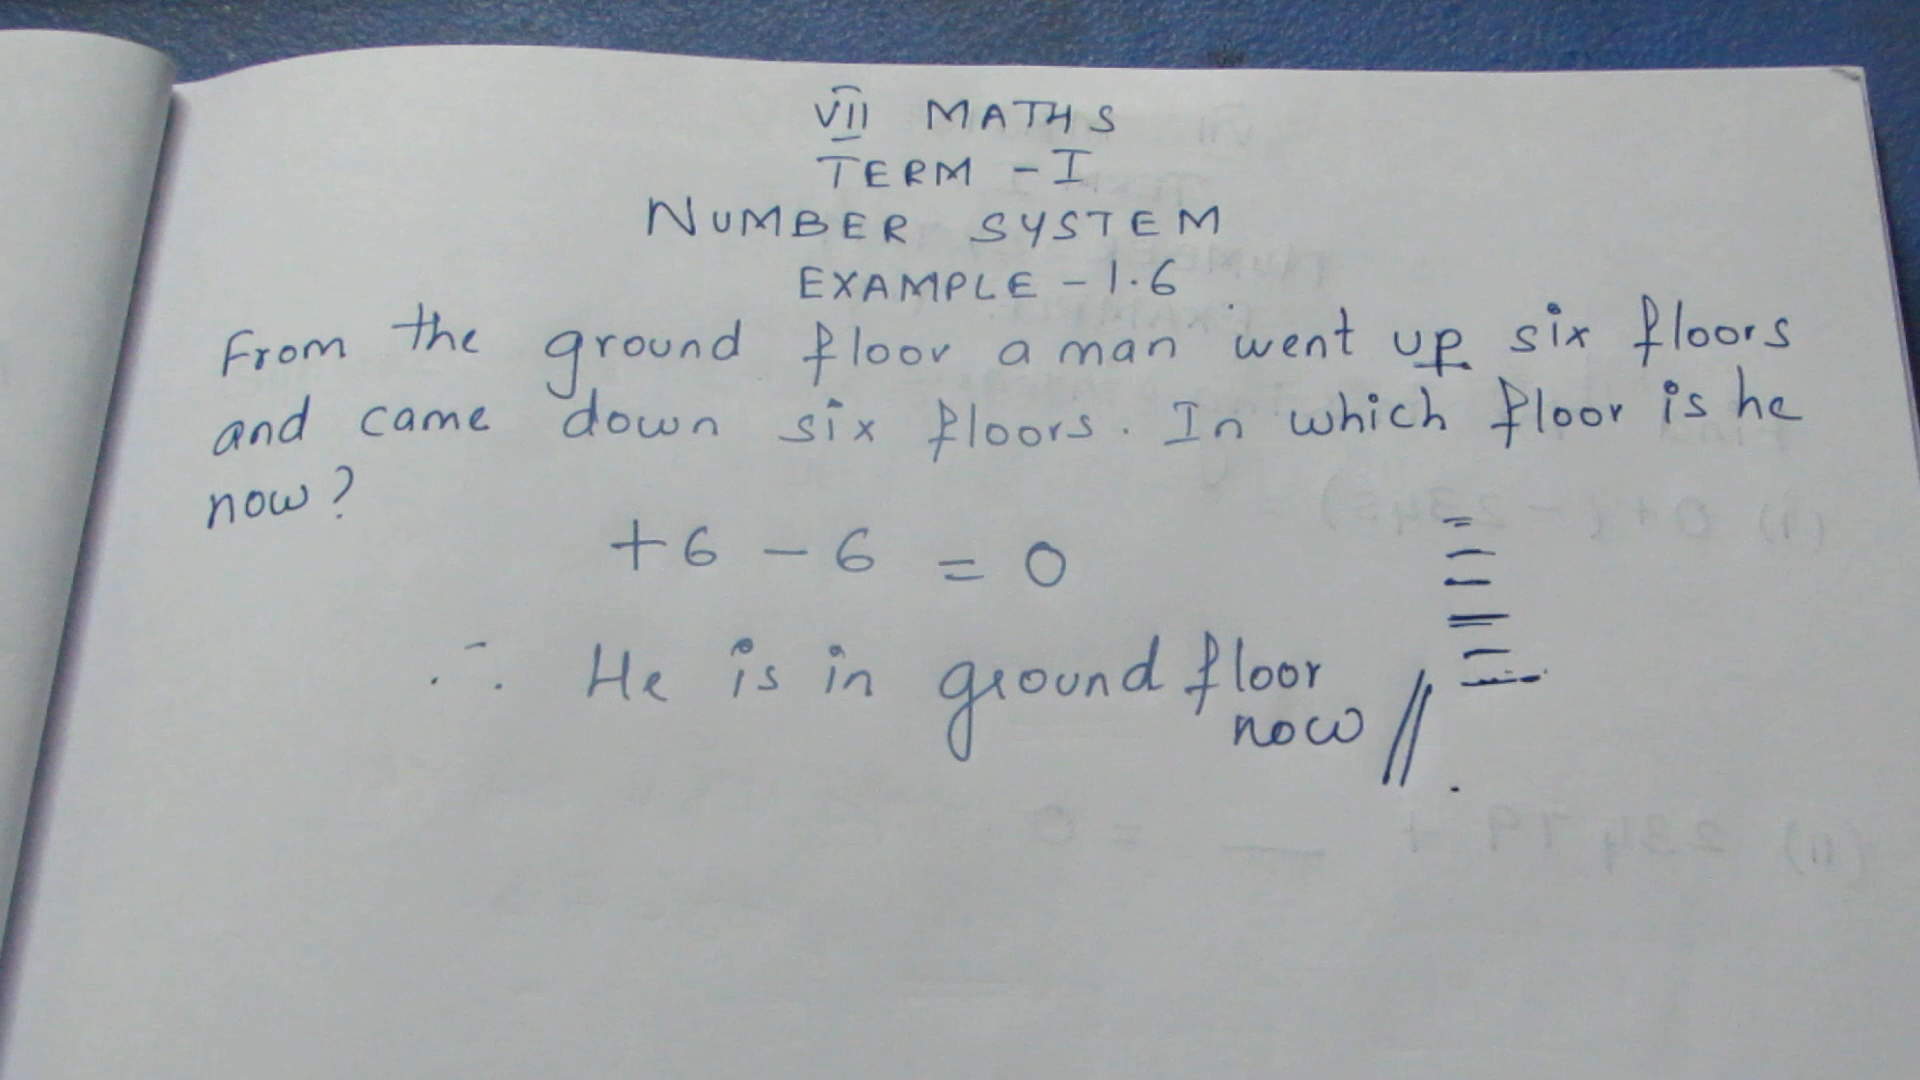 VII MATHS
TERM - I
NUMBER SYSTEM
EXAMPLE - 1.6
From the ground floor a man went up six floors
and came down six floors. In which floor is he
now?
+6 - 6 = 0
∴ He is in ground floor
now //.